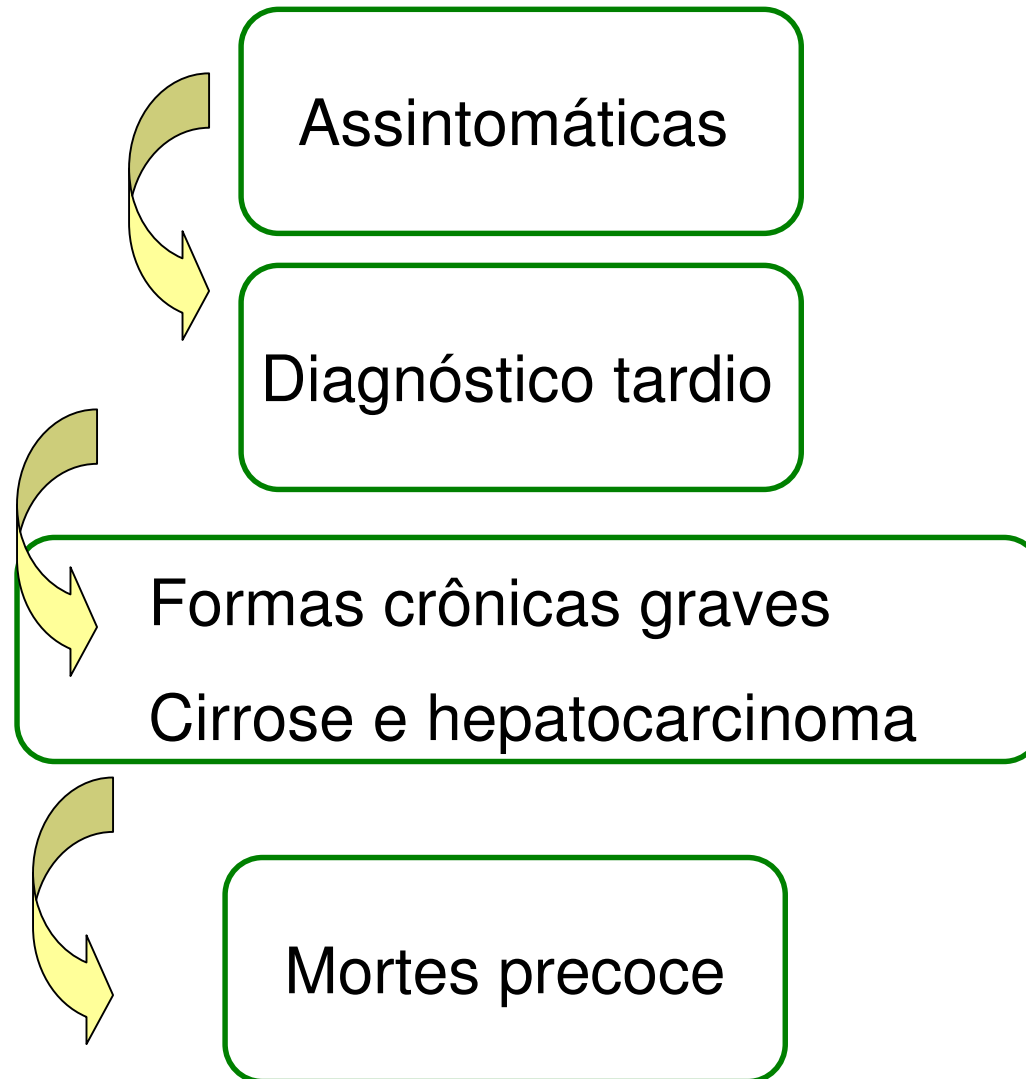 Assintomáticas
Diagnóstico tardio
Formas crônicas graves
Cirrose e hepatocarcinoma
Mortes precoce